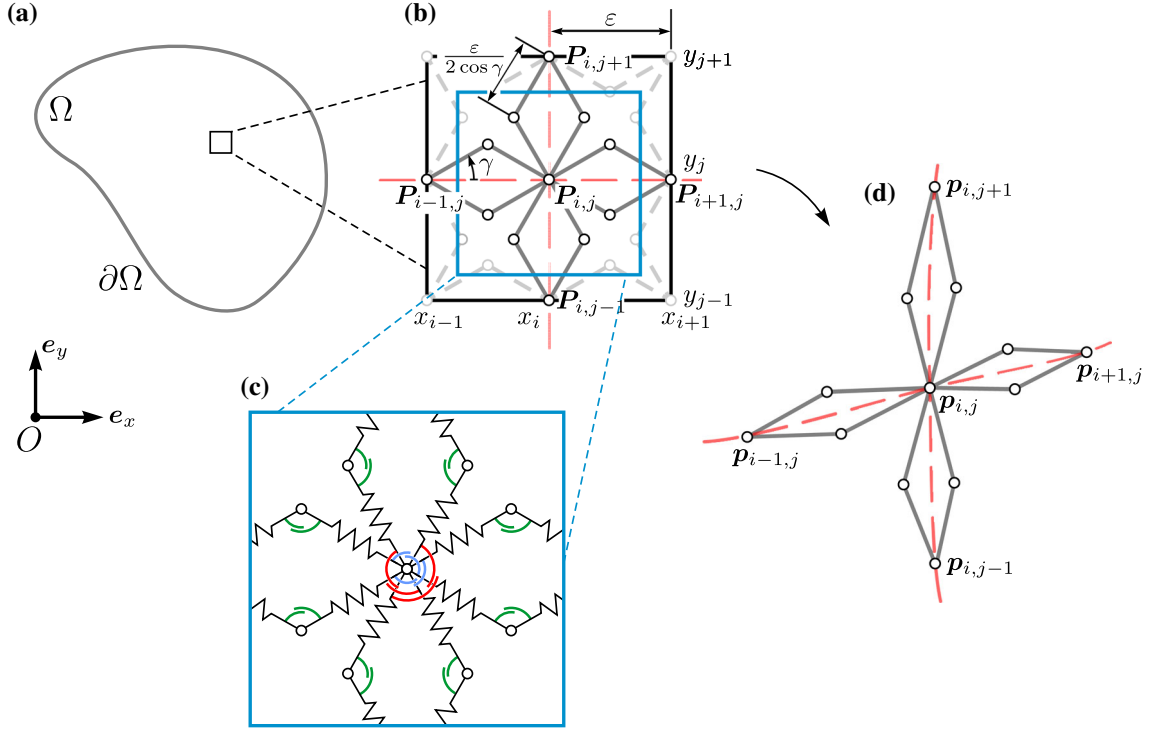 (a)
Ω
∂Ω
e_y
e_x
O
(b)
ε
ε
2 cos γ
P_{i,j+1}
y_{j+1}
γ
y_j
P_{i-1,j}
P_{i,j}
P_{i+1,j}
P_{i,j-1}
y_{j-1}
x_{i-1}
x_i
x_{i+1}
(c)
(d)
p_{i,j+1}
p_{i+1,j}
p_{i,j}
p_{i-1,j}
p_{i,j-1}